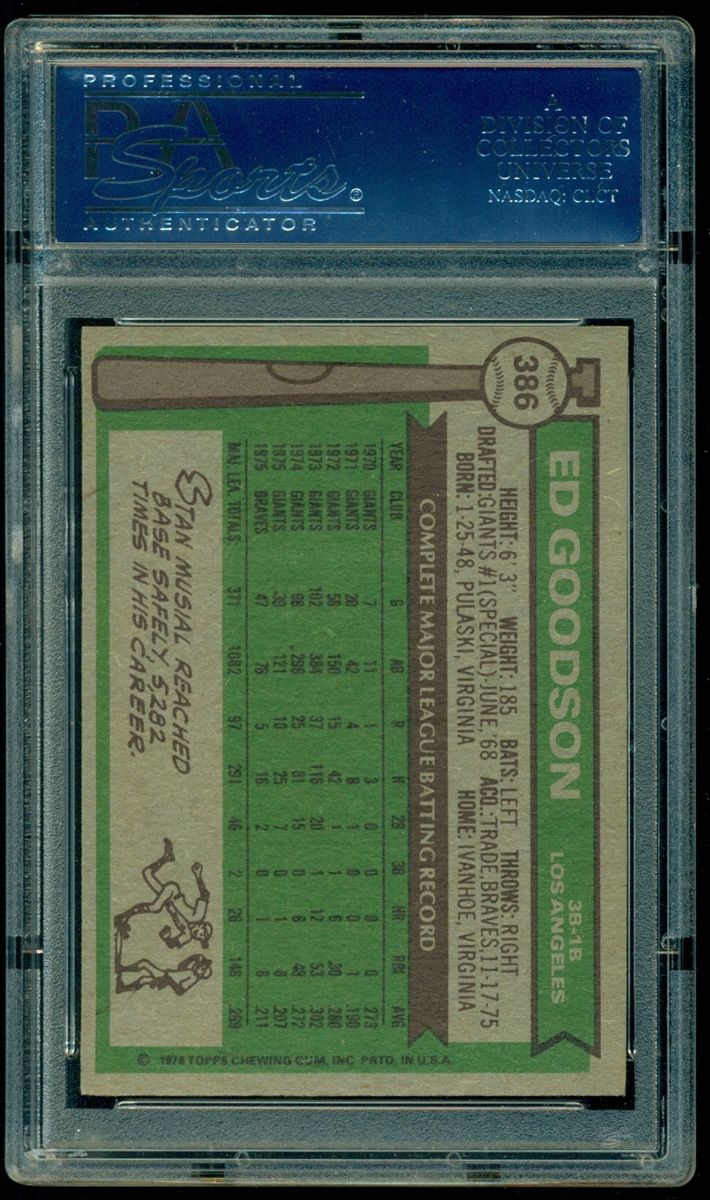 PROFESSIONAL
PSA
Sports®
AUTHENTICATOR
A
DIVISION OF
COLLECTORS
UNIVERSE
NASDAQ: CLCT
386
ED GOODSON
3B-1B
LOS ANGELES
HEIGHT: 6' 3" WEIGHT: 185 BATS: LEFT THROWS: RIGHT
DRAFTED: GIANTS #1 (SPECIAL)-JUNE, '68 ACQ.: TRADE, BRAVES, 11-17-75
BORN: 1-25-48, PULASKI, VIRGINIA HOME: IVANHOE, VIRGINIA
COMPLETE MAJOR LEAGUE BATTING RECORD
YEAR CLUB G AB R H 2B 3B HR RBI AVG
1970 GIANTS 7 11 1 3 0 0 0 0 .273
1971 GIANTS 20 42 4 8 1 0 0 1 .190
1972 GIANTS 58 150 15 42 1 1 6 30 .280
1973 GIANTS 102 384 37 116 20 1 12 53 .302
1974 GIANTS 98 298 25 81 15 0 6 48 .272
1975 GIANTS 39 121 10 25 7 0 1 8 .207
1975 BRAVES 47 76 5 16 2 0 1 8 .211
MAJ. LEA. TOTALS: 371 1082 97 291 46 2 26 148 .269
STAN MUSIAL REACHED
BASE SAFELY, 5,282
TIMES IN HIS CAREER.
© 1976 TOPPS CHEWING GUM, INC. PRTD. IN U.S.A.